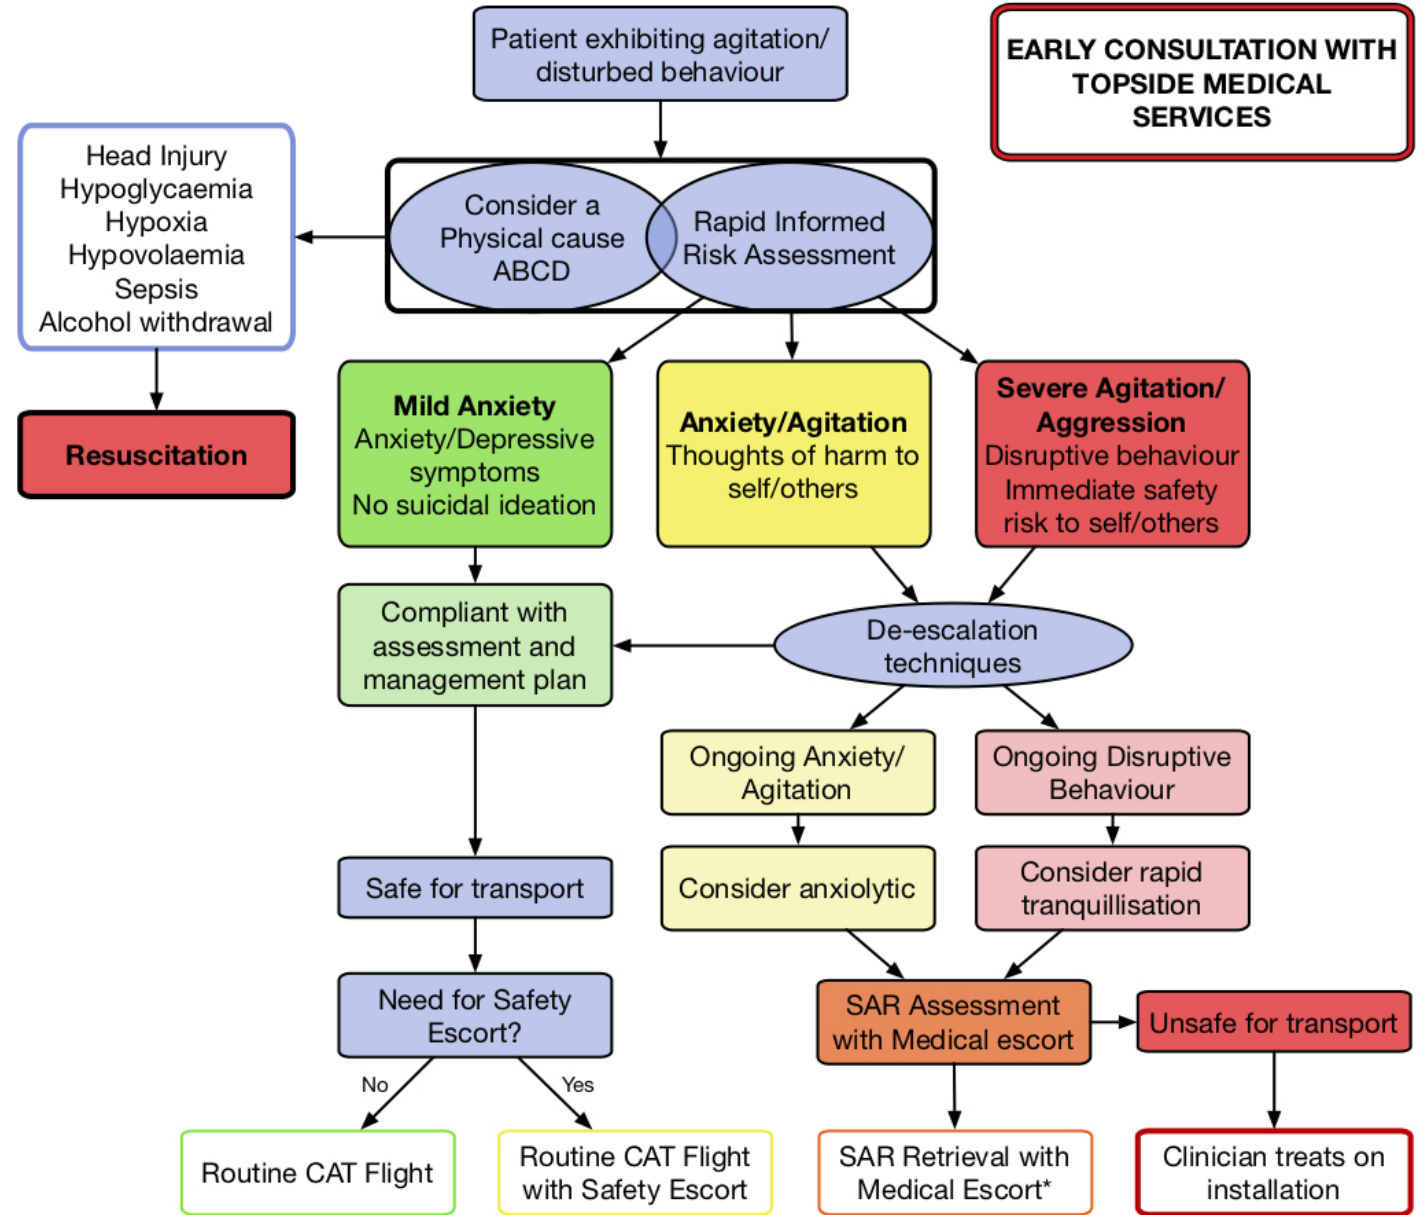 Patient exhibiting agitation/
disturbed behaviour
EARLY CONSULTATION WITH
TOPSIDE MEDICAL
SERVICES
Head Injury
Hypoglycaemia
Hypoxia
Hypovolaemia
Sepsis
Alcohol withdrawal
Consider a
Physical cause
ABCD
Rapid Informed
Risk Assessment
Resuscitation
Mild Anxiety
Anxiety/Depressive
symptoms
No suicidal ideation
Anxiety/Agitation
Thoughts of harm to
self/others
Severe Agitation/
Aggression
Disruptive behaviour
Immediate safety
risk to self/others
Compliant with
assessment and
management plan
De-escalation
techniques
Ongoing Anxiety/
Agitation
Ongoing Disruptive
Behaviour
Safe for transport
Consider anxiolytic
Consider rapid
tranquillisation
Need for Safety
Escort?
SAR Assessment
with Medical escort
Unsafe for transport
No
Yes
Routine CAT Flight
Routine CAT Flight
with Safety Escort
SAR Retrieval with
Medical Escort*
Clinician treats on
installation